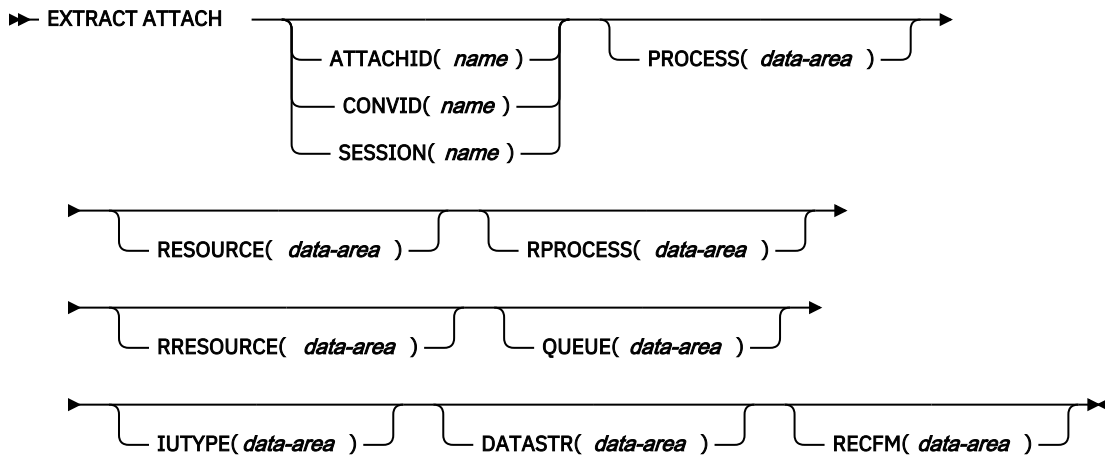 EXTRACT ATTACH
ATTACHID( name )
CONVID( name )
SESSION( name )
PROCESS( data-area )
RESOURCE( data-area )
RPROCESS( data-area )
RRESOURCE( data-area )
QUEUE( data-area )
IUTYPE( data-area )
DATASTR( data-area )
RECFM( data-area )